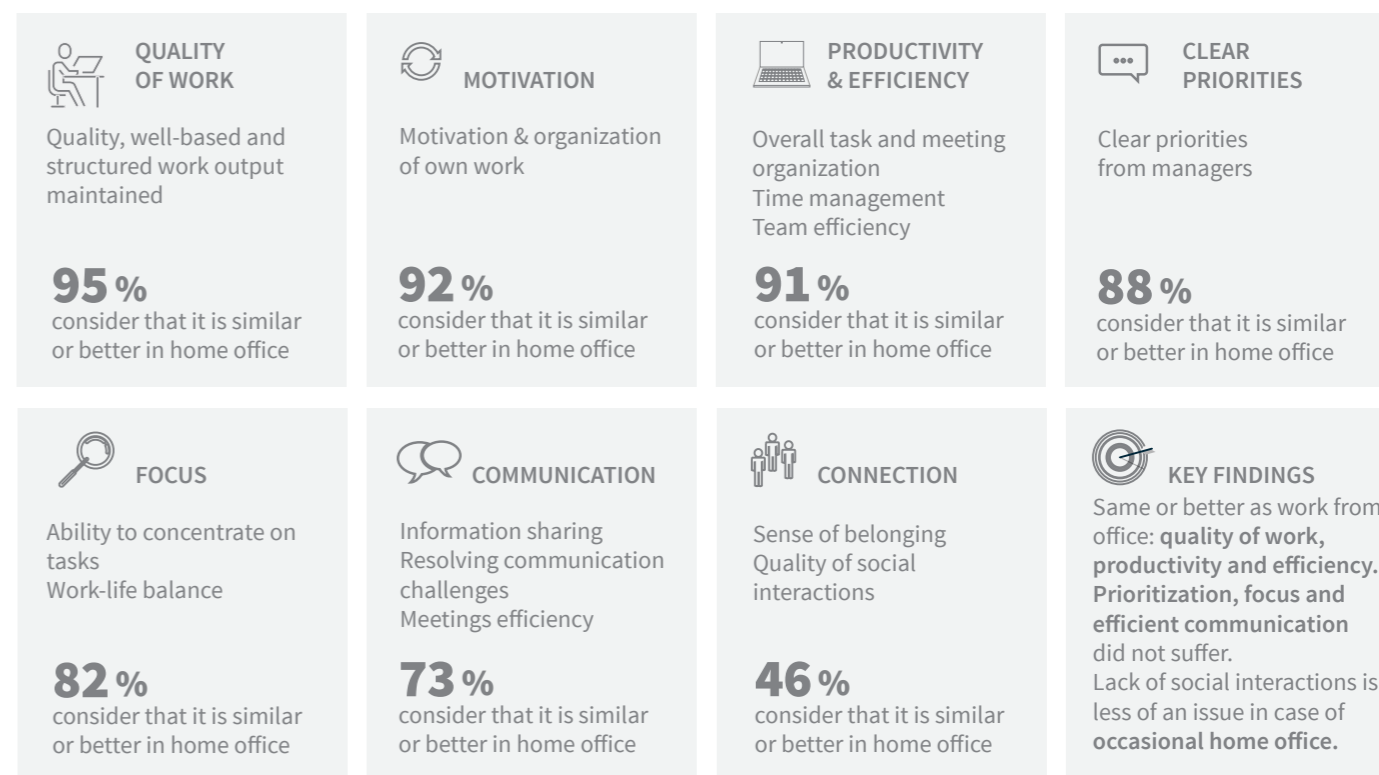 QUALITY
OF WORK
Quality, well-based and
structured work output
maintained
95 %
consider that it is similar
or better in home office
MOTIVATION
Motivation & organization
of own work
92 %
consider that it is similar
or better in home office
PRODUCTIVITY
& EFFICIENCY
Overall task and meeting
organization
Time management
Team efficiency
91 %
consider that it is similar
or better in home office
CLEAR
PRIORITIES
Clear priorities
from managers
88 %
consider that it is similar
or better in home office
FOCUS
Ability to concentrate on
tasks
Work-life balance
82 %
consider that it is similar
or better in home office
COMMUNICATION
Information sharing
Resolving communication
challenges
Meetings efficiency
73 %
consider that it is similar
or better in home office
CONNECTION
Sense of belonging
Quality of social
interactions
46 %
consider that it is similar
or better in home office
KEY FINDINGS
Same or better as work from
office: quality of work,
productivity and efficiency.
Prioritization, focus and
efficient communication
did not suffer.
Lack of social interactions is
less of an issue in case of
occasional home office.